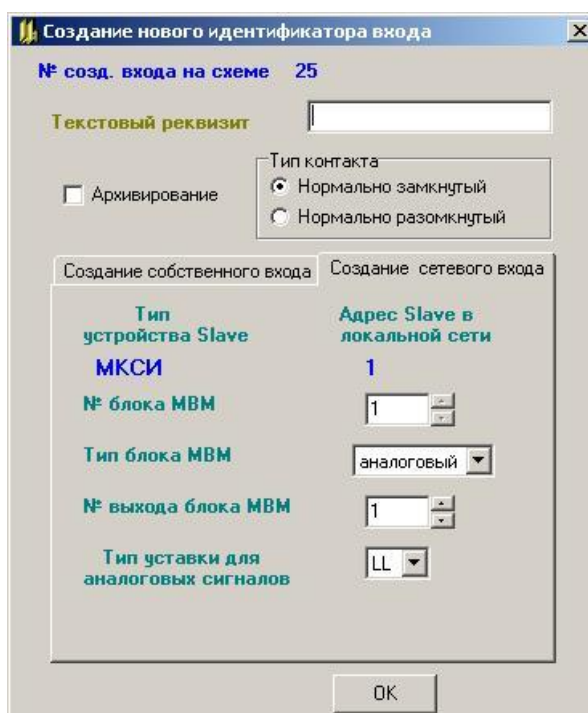 Создание нового идентификатора входа
№ созд. входа на схеме 25
Текстовый реквизит
Тип контакта
Архивирование
Нормально замкнутый
Нормально разомкнутый
Создание собственного входа
Создание сетевого входа
Тип устройства Slave
Адрес Slave в локальной сети
МКСИ
1
№ блока МВМ
1
Тип блока МВМ
аналоговый
№ выхода блока МВМ
1
Тип уставки для аналоговых сигналов
LL
OK